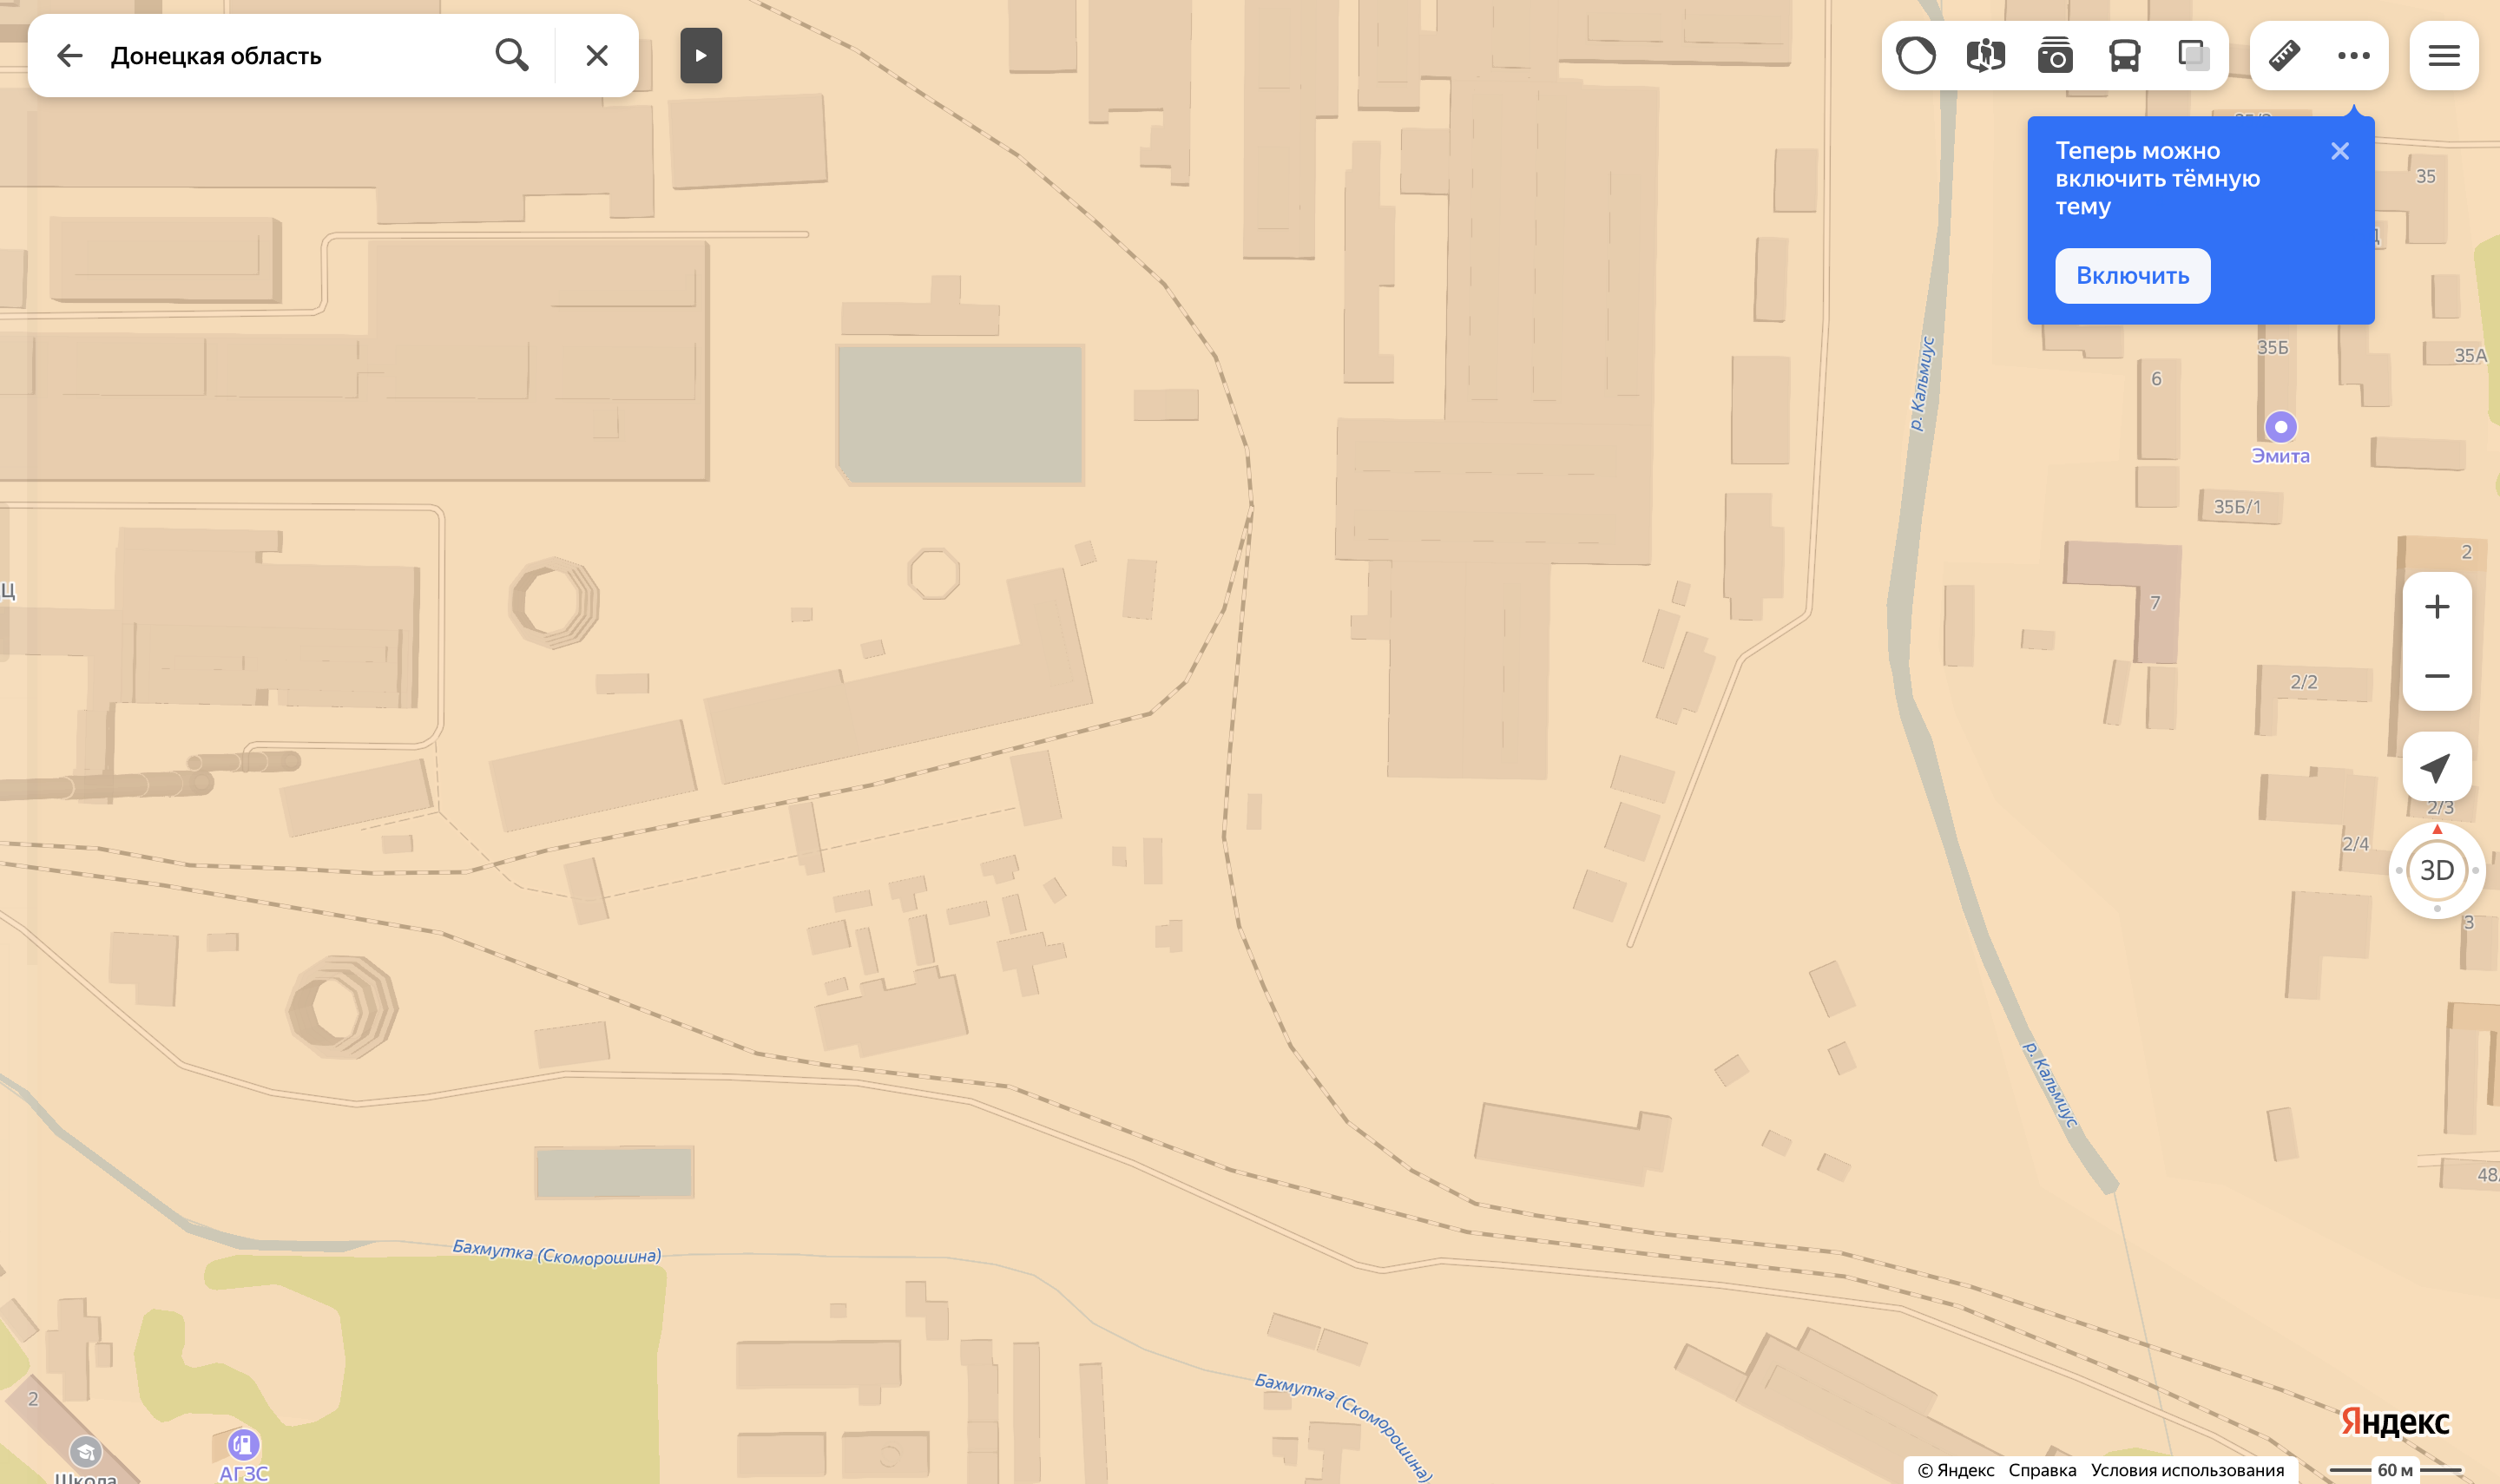 Донецкая область
Теперь можно
включить тёмную
тему
Включить
35
р. Кальмиус
35Б
35А
6
Эмита
35Б/1
2
Ц
7
2/2
2/3
2/4
3D
3
р. Кальмиус
48
Бахмутка (Скоморошина)
Бахмутка (Скоморошина)
2
Школа
АГЗС
Яндекс
© Яндекс Справка Условия использования
60 м